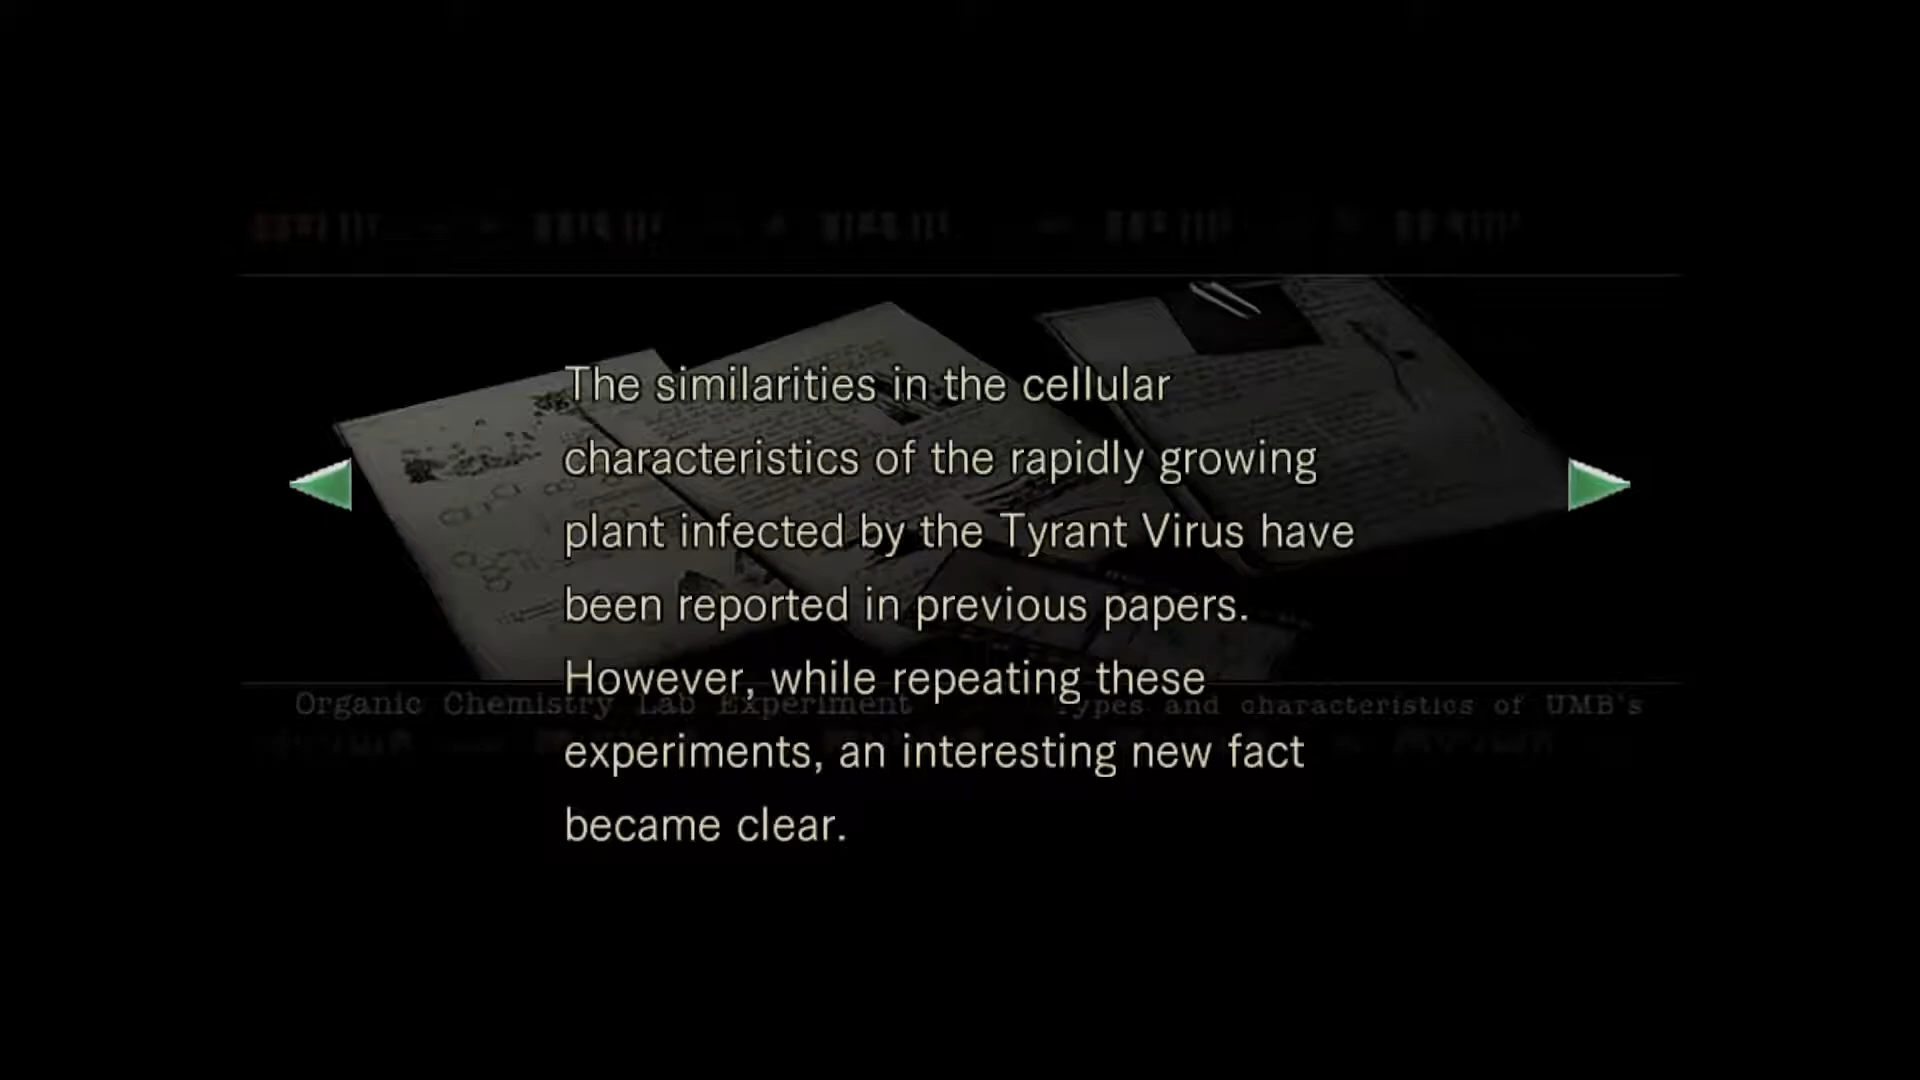 The similarities in the cellular
characteristics of the rapidly growing
plant infected by the Tyrant Virus have
been reported in previous papers.
However, while repeating these
Organic Chemistry Lab Experiment Types and characteristics of UMB's
experiments, an interesting new fact
became clear.